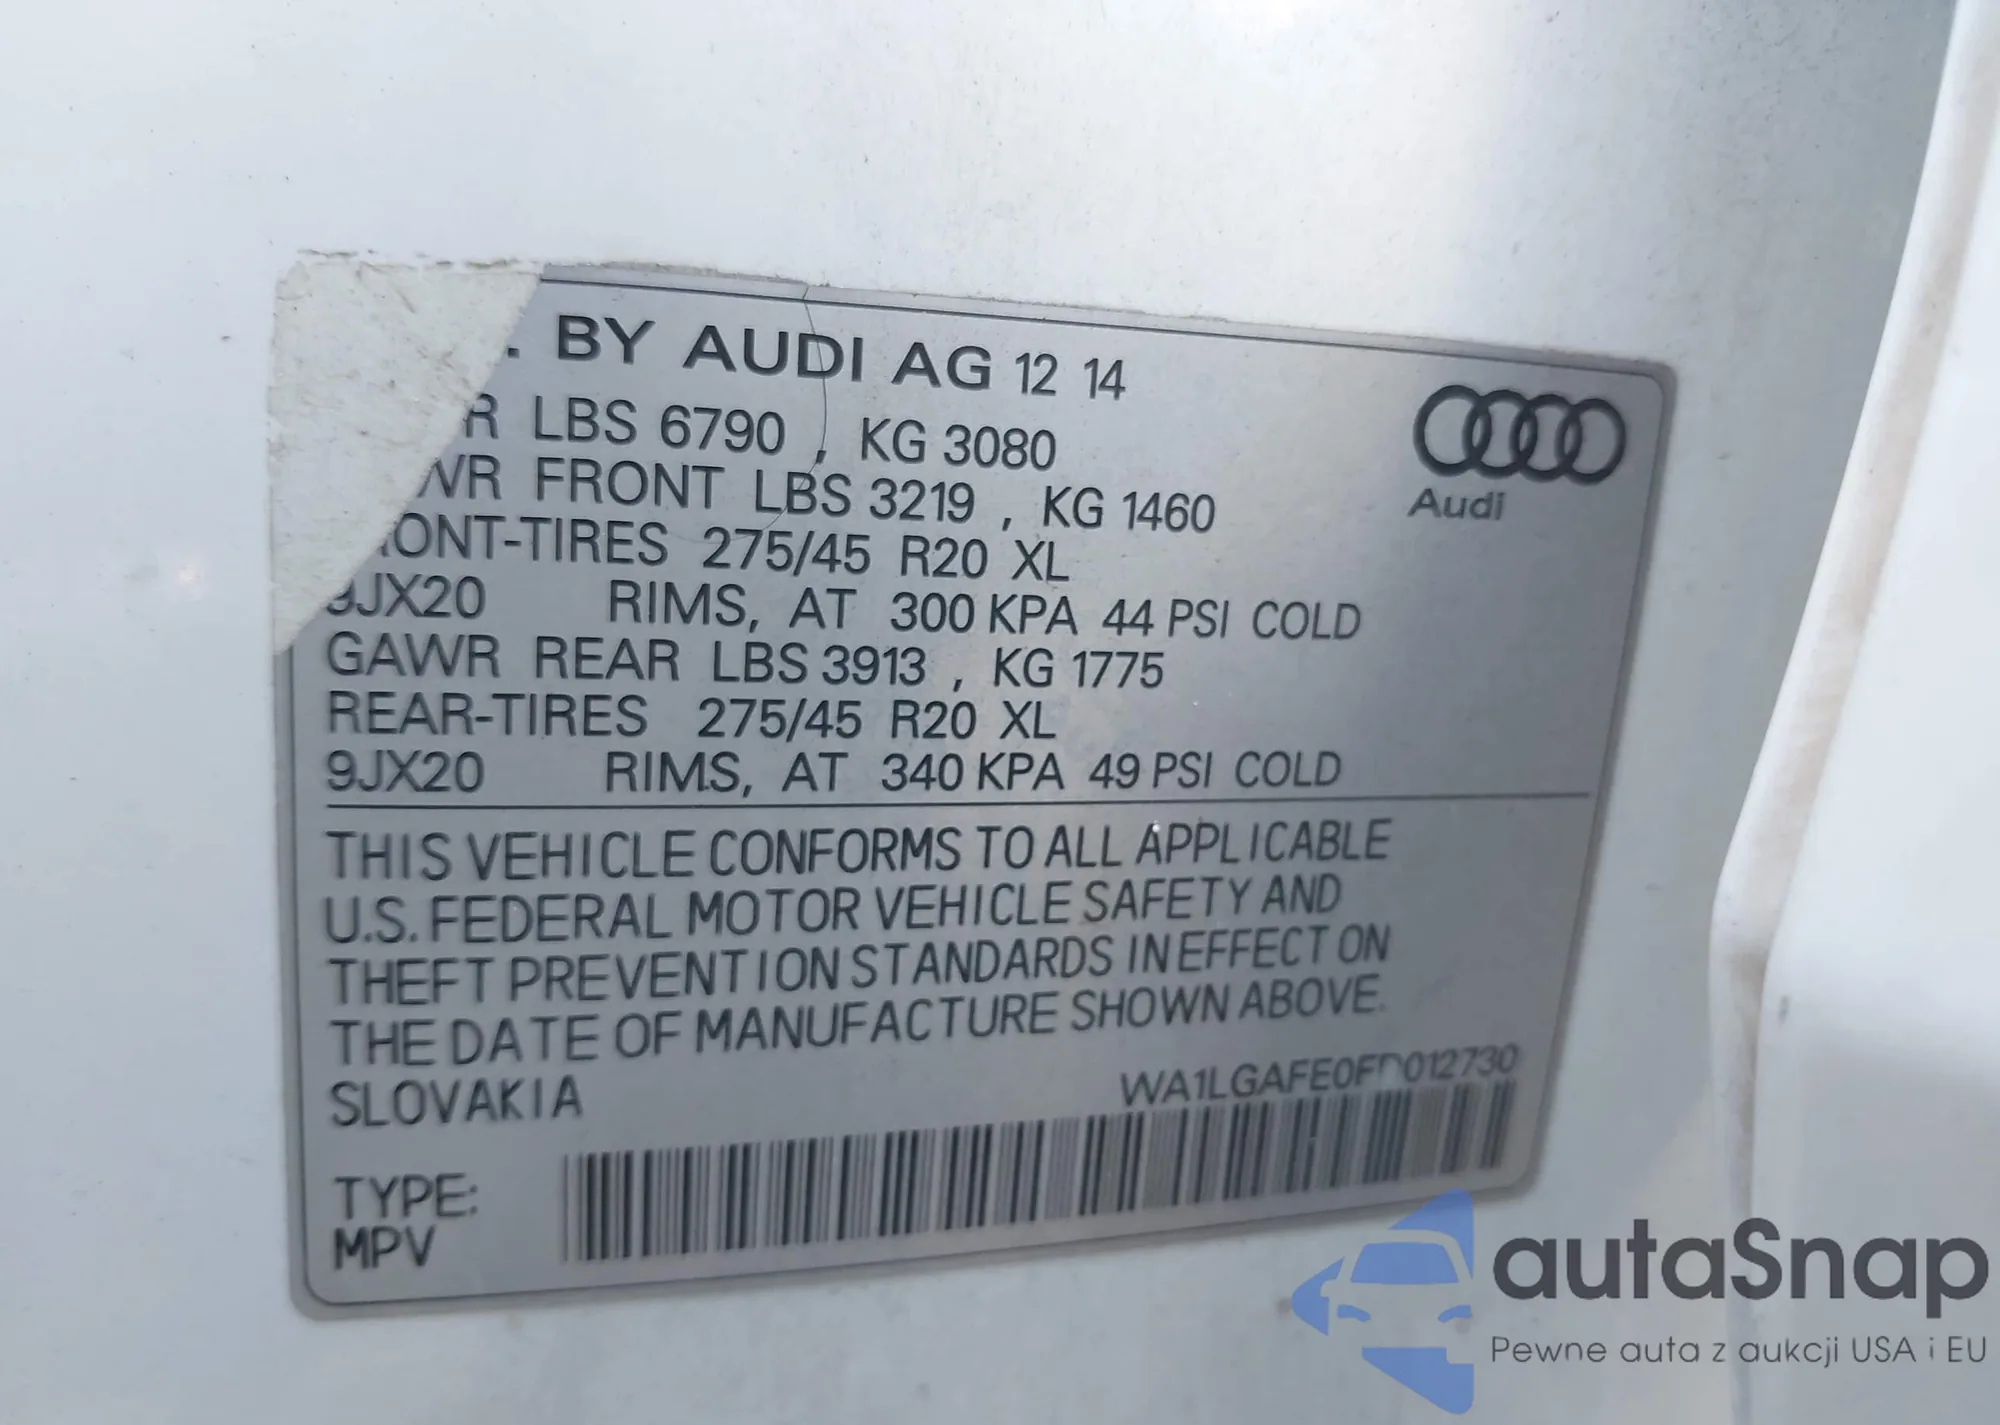 . BY AUDI AG 12 14
R LBS 6790 , KG 3080
WR FRONT LBS 3219 , KG 1460
RONT-TIRES 275/45 R20 XL
9JX20 RIMS, AT 300 KPA 44 PSI COLD
GAWR REAR LBS 3913 , KG 1775
REAR-TIRES 275/45 R20 XL
9JX20 RIMS, AT 340 KPA 49 PSI COLD
Audi
THIS VEHICLE CONFORMS TO ALL APPLICABLE
U.S. FEDERAL MOTOR VEHICLE SAFETY AND
THEFT PREVENTION STANDARDS IN EFFECT ON
THE DATE OF MANUFACTURE SHOWN ABOVE.
SLOVAKIA
WA1LGAFE0FD012730
TYPE:
MPV
autaSnap
Pewne auta z aukcji USA i EU